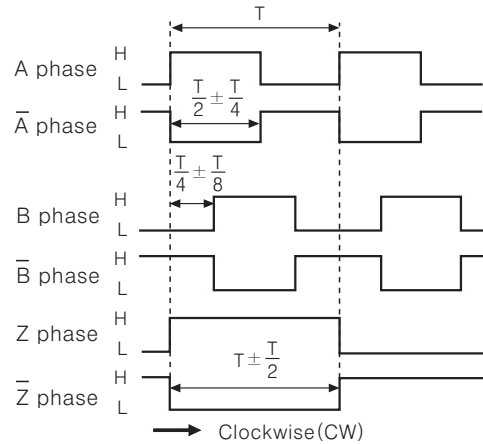 T
A phase H
L
T/2 ± T/4
A̅ phase H
L
T/4 ± T/8
B phase H
L
B̅ phase H
L
Z phase H
L
T ± T/2
Z̅ phase H
L
Clockwise(CW)